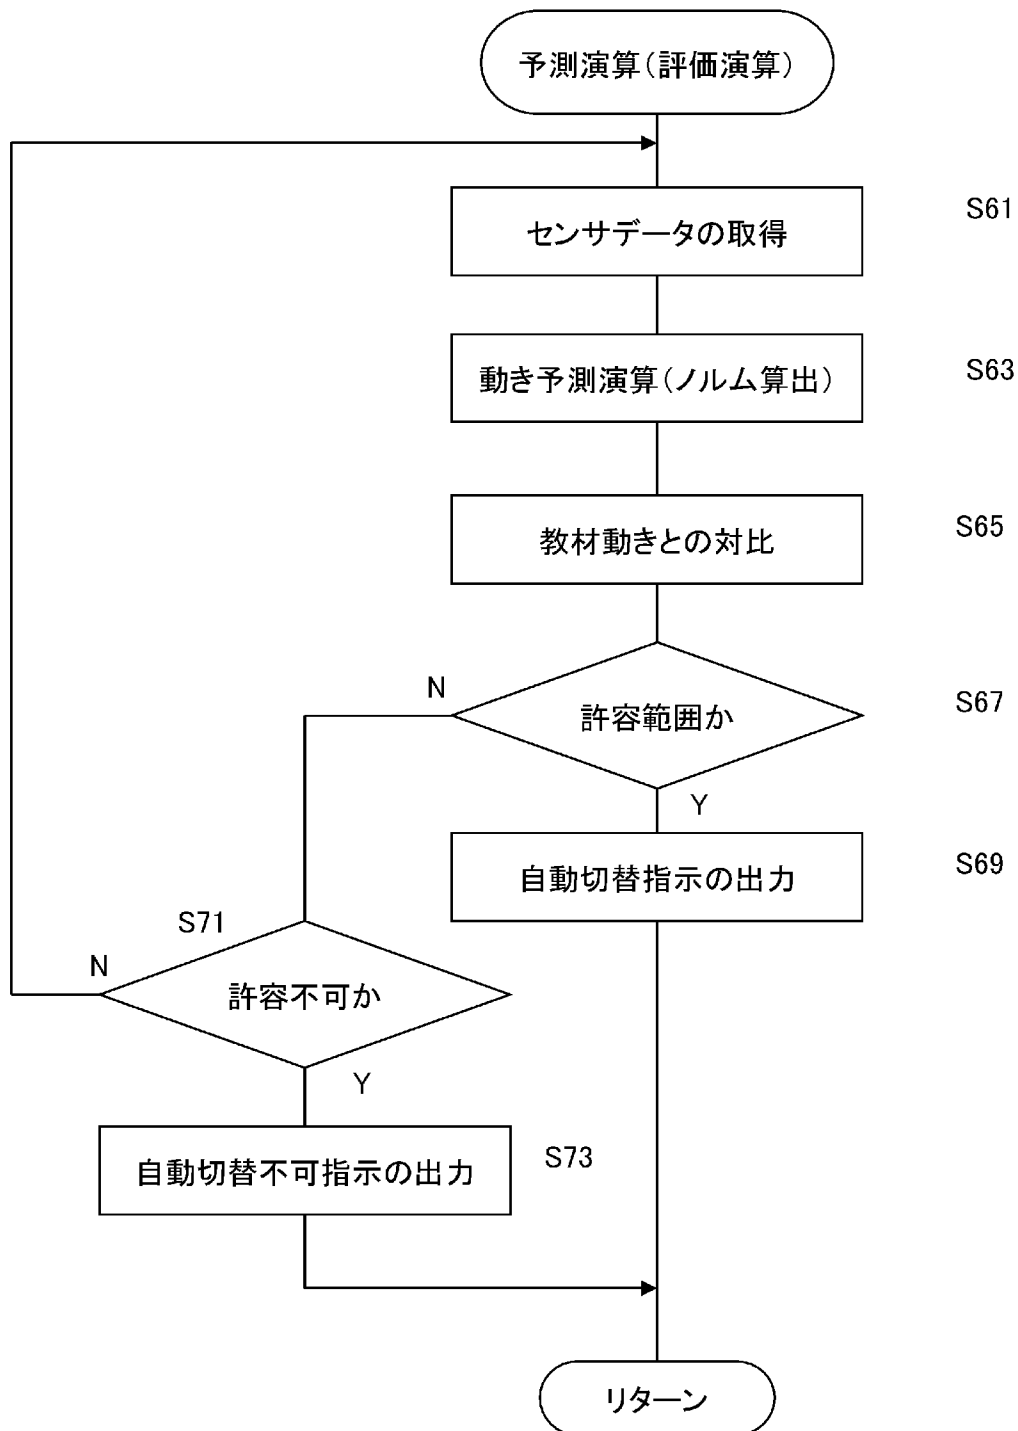 予測演算(評価演算)
センサデータの取得
S61
動き予測演算(ノルム算出)
S63
教材動きとの対比
S65
許容範囲か
S67
N
Y
自動切替指示の出力
S69
S71
許容不可か
N
Y
自動切替不可指示の出力
S73
リターン